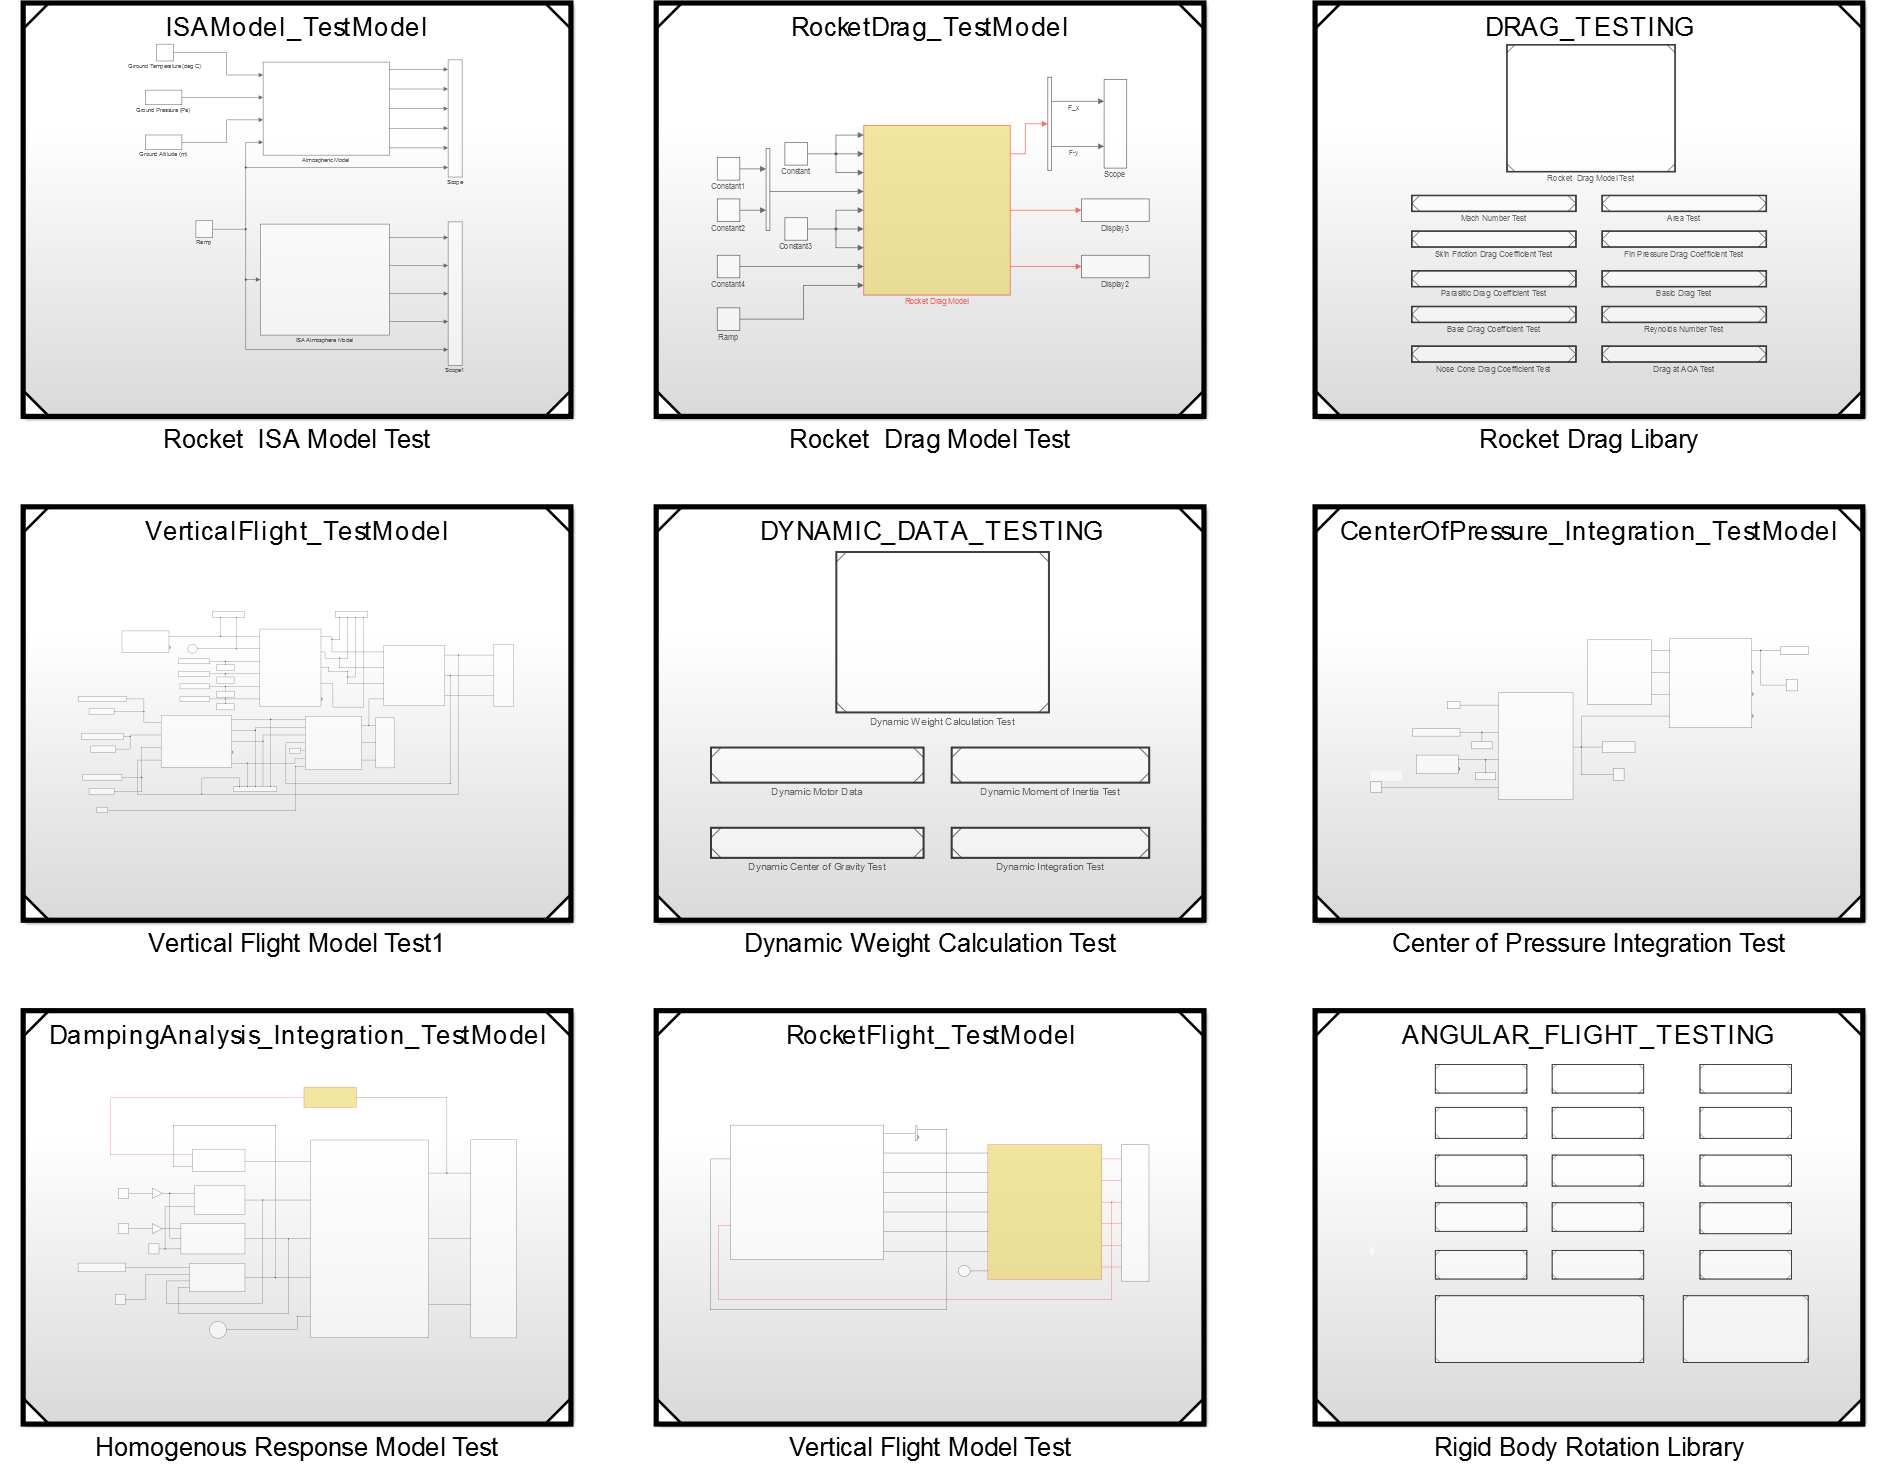 ISAModel_TestModel
Ground Temperature (deg C)
Ground Pressure (Pa)
Ground Altitude (m)
Atmospheric Model
Scope
Ramp
ISA Atmosphere Model
Scope1
Rocket ISA Model Test
RocketDrag_TestModel
F_x
F-y
Scope
Constant
Constant1
Constant2
Constant3
Display3
Constant4
Display2
Rocket Drag Model
Ramp
Rocket Drag Model Test
DRAG_TESTING
Rocket Drag Model Test
Mach Number Test
Area Test
Skin Friction Drag Coefficient Test
Fin Pressure Drag Coefficient Test
Parasitic Drag Coefficient Test
Basic Drag Test
Base Drag Coefficient Test
Reynolds Number Test
Nose Cone Drag Coefficient Test
Drag at AOA Test
Rocket Drag Libary
VerticalFlight_TestModel
Vertical Flight Model Test1
DYNAMIC_DATA_TESTING
Dynamic Weight Calculation Test
Dynamic Motor Data
Dynamic Moment of Inertia Test
Dynamic Center of Gravity Test
Dynamic Integration Test
Dynamic Weight Calculation Test
CenterOfPressure_Integration_TestModel
Center of Pressure Integration Test
DampingAnalysis_Integration_TestModel
Homogenous Response Model Test
RocketFlight_TestModel
Vertical Flight Model Test
ANGULAR_FLIGHT_TESTING
Rigid Body Rotation Library